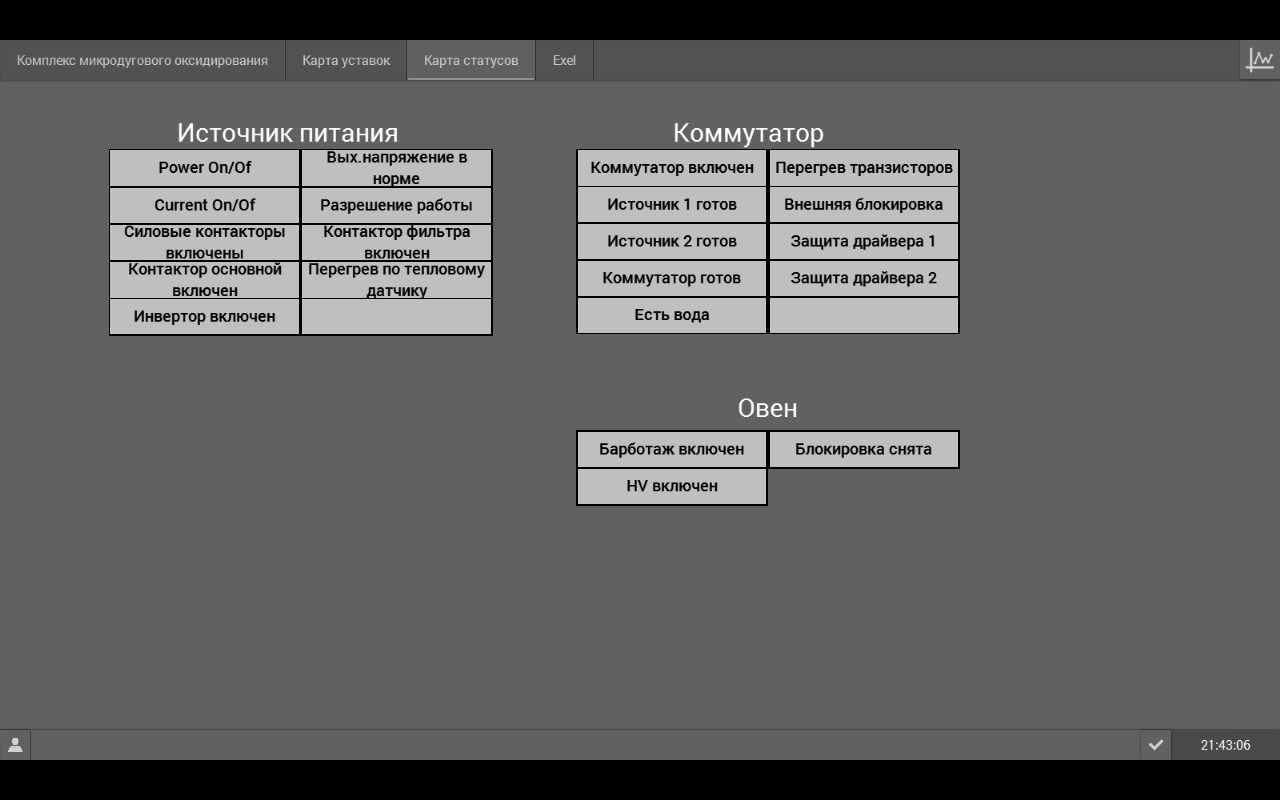 Комплекс микродугового оксидирования
Карта уставок
Карта статусов
Exel
Источник питания
Power On/Of
Вых.напряжение в
норме
Current On/Of
Разрешение работы
Силовые контакторы
включены
Контактор фильтра
включен
Контактор основной
включен
Перегрев по тепловому
датчику
Инвертор включен
Коммутатор
Коммутатор включен
Перегрев транзисторов
Источник 1 готов
Внешняя блокировка
Источник 2 готов
Защита драйвера 1
Коммутатор готов
Защита драйвера 2
Есть вода
Овен
Барботаж включен
Блокировка снята
HV включен
21:43:06